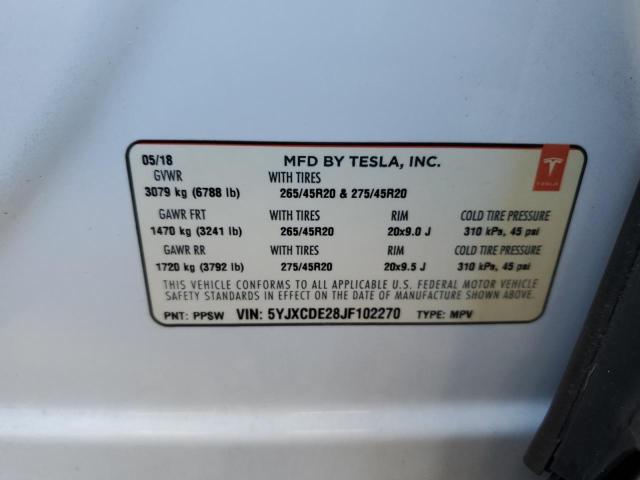 05/18 MFD BY TESLA, INC.
GVWR WITH TIRES
3079 kg (6788 lb) 265/45R20 & 275/45R20
GAWR FRT WITH TIRES RIM COLD TIRE PRESSURE
1470 kg (3241 lb) 265/45R20 20x9.0 J 310 kPa, 45 psi
GAWR RR WITH TIRES RIM COLD TIRE PRESSURE
1720 kg (3792 lb) 275/45R20 20x9.5 J 310 kPa, 45 psi
THIS VEHICLE CONFORMS TO ALL APPLICABLE U.S. FEDERAL MOTOR VEHICLE
SAFETY STANDARDS IN EFFECT ON THE DATE OF MANUFACTURE SHOWN ABOVE.
PNT: PPSW VIN: 5YJXCDE28JF102270 TYPE: MPV
TESLA